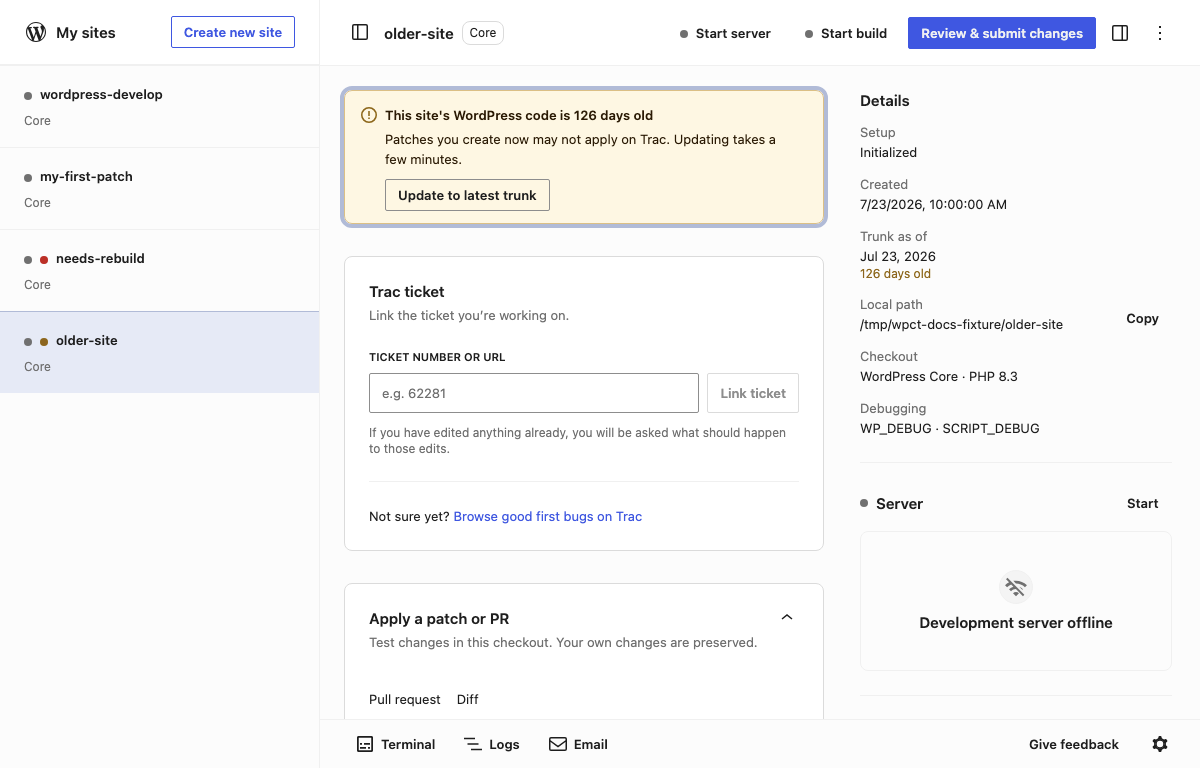 My sites
Create new site
wordpress-develop
Core
my-first-patch
Core
needs-rebuild
Core
older-site
Core
older-site
Core
Start server
Start build
Review & submit changes
This site's WordPress code is 126 days old
Patches you create now may not apply on Trac. Updating takes a
few minutes.
Update to latest trunk
Trac ticket
Link the ticket you're working on.
TICKET NUMBER OR URL
e.g. 62281
Link ticket
If you have edited anything already, you will be asked what should happen
to those edits.
Not sure yet? Browse good first bugs on Trac
Apply a patch or PR
Test changes in this checkout. Your own changes are preserved.
Pull request
Diff
Details
Setup
Initialized
Created
7/23/2026, 10:00:00 AM
Trunk as of
Jul 23, 2026
126 days old
Local path
/tmp/wpct-docs-fixture/older-site
Copy
Checkout
WordPress Core · PHP 8.3
Debugging
WP_DEBUG · SCRIPT_DEBUG
Server
Start
Development server offline
Terminal
Logs
Email
Give feedback